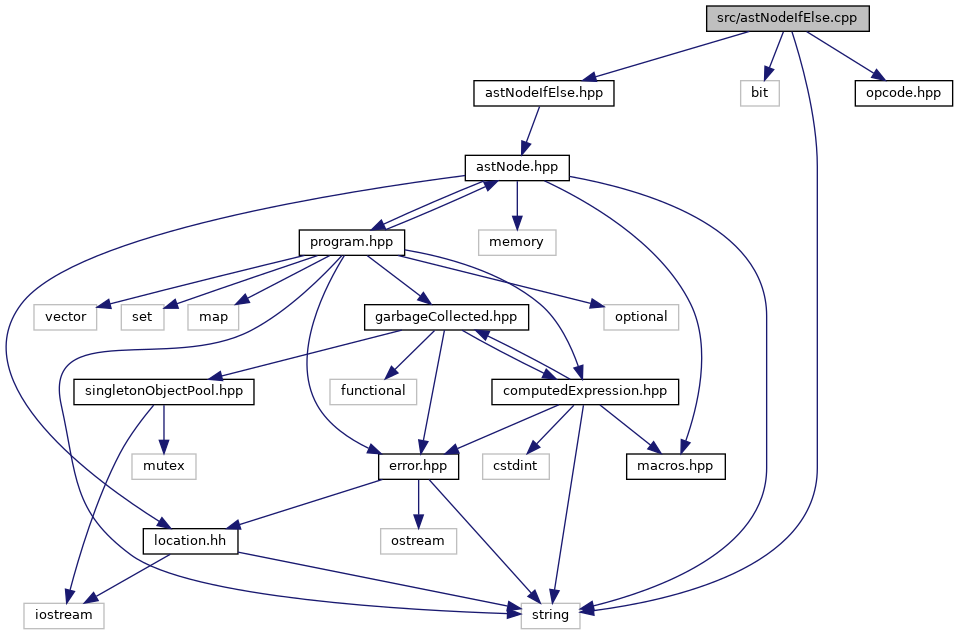 src/astNodeIfElse.cpp
astNodeIfElse.hpp
bit
opcode.hpp
astNode.hpp
program.hpp
memory
vector
set
map
garbageCollected.hpp
optional
singletonObjectPool.hpp
functional
computedExpression.hpp
mutex
error.hpp
cstdint
macros.hpp
location.hh
ostream
iostream
string